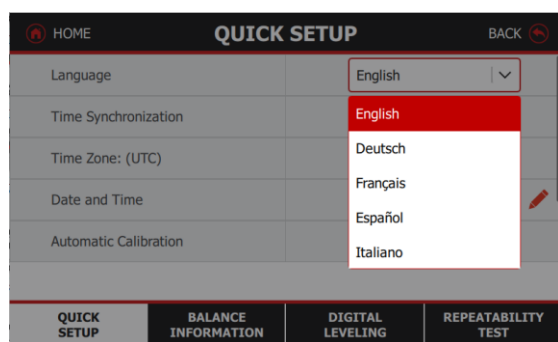 HOME QUICK SETUP BACK
Language English
Time Synchronization English
Time Zone: (UTC) Deutsch
Français
Date and Time
Español
Automatic Calibration Italiano
QUICK SETUP
BALANCE INFORMATION
DIGITAL LEVELING
REPEATABILITY TEST